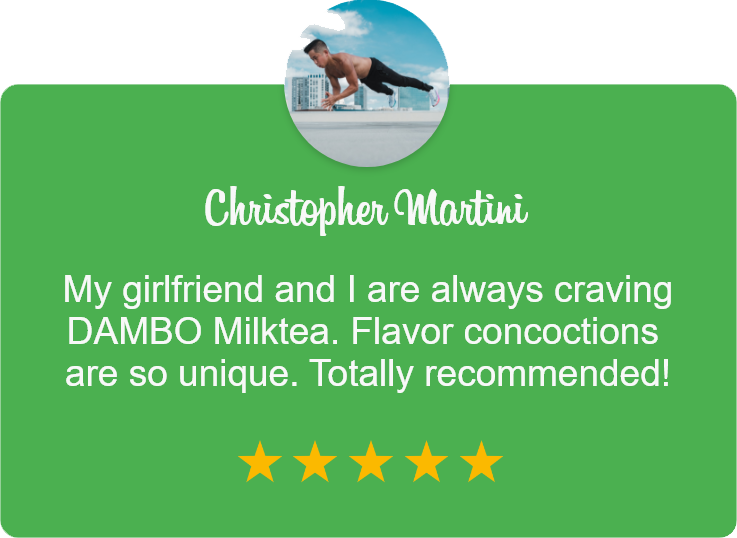 Christopher Martini
My girlfriend and I are always craving
DAMBO Milktea. Flavor concoctions
are so unique. Totally recommended!